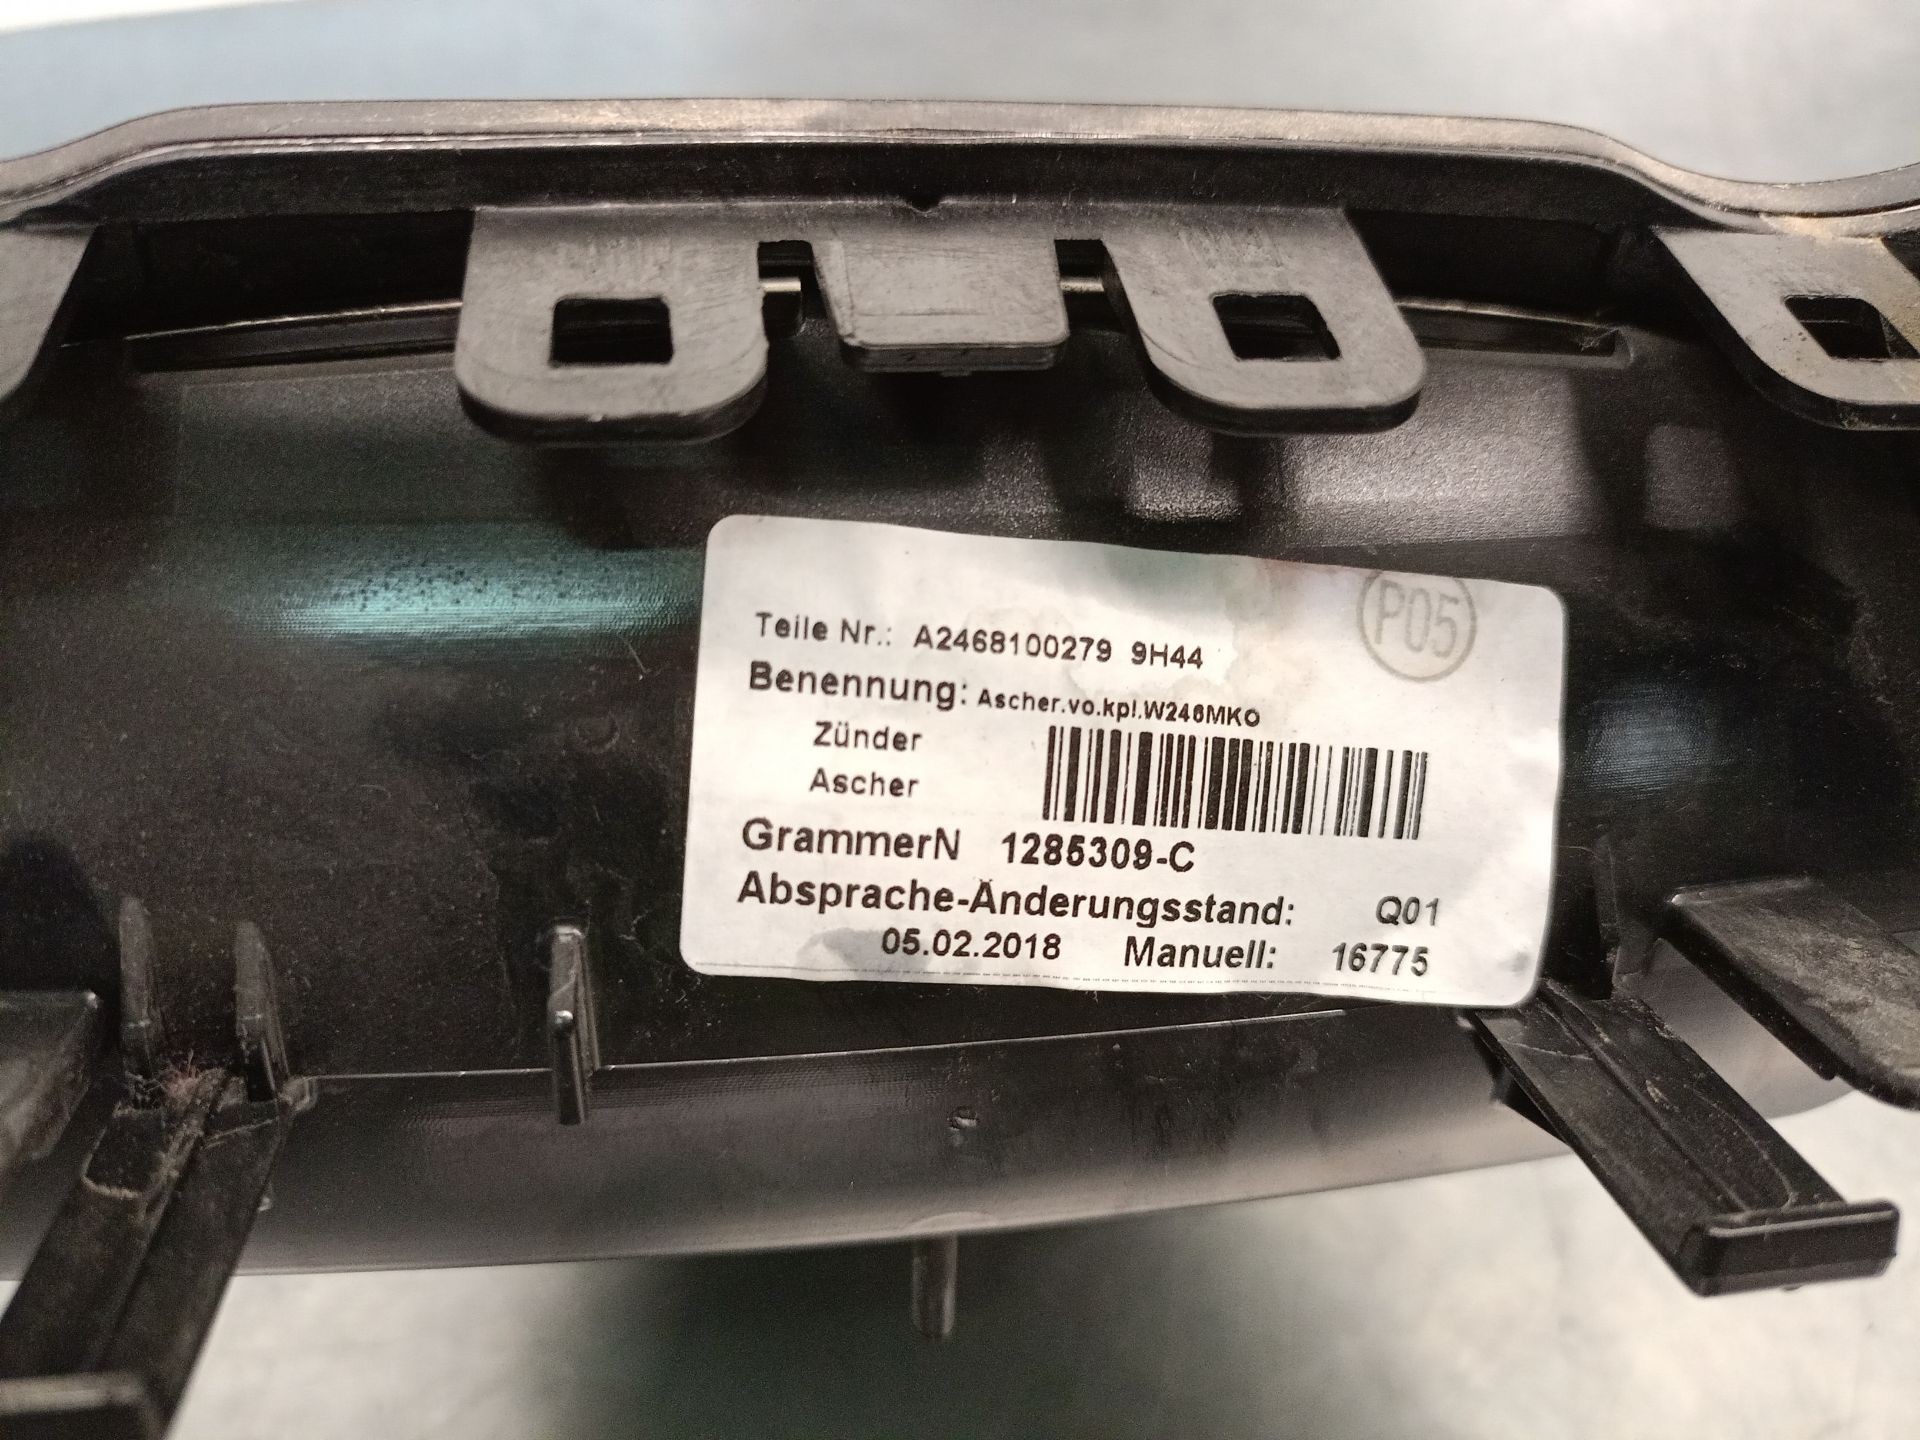 P05
Teile Nr.: A2468100279 9H44
Benennung: Ascher.vo.kpl.W246MKO
Zünder
Ascher
GrammerN 1285309-C
Absprache-Änderungsstand: Q01
05.02.2018 Manuell: 16775